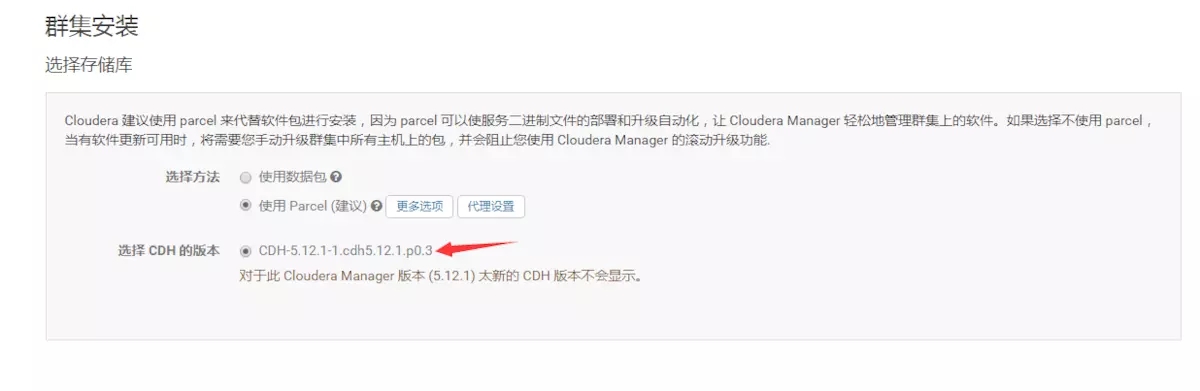 群集安装
选择存储库
Cloudera 建议使用 parcel 来代替软件包进行安装，因为 parcel 可以使服务二进制文件的部署和升级自动化，让 Cloudera Manager 轻松地管理群集上的软件。如果选择不使用 parcel，
当有软件更新可用时，将需要您手动升级群集中所有主机上的包，并会阻止您使用 Cloudera Manager 的滚动升级功能.
选择方法 使用数据包 ?
使用 Parcel (建议) ? 更多选项 代理设置
选择 CDH 的版本 CDH-5.12.1-1.cdh5.12.1.p0.3
对于此 Cloudera Manager 版本 (5.12.1) 太新的 CDH 版本不会显示。